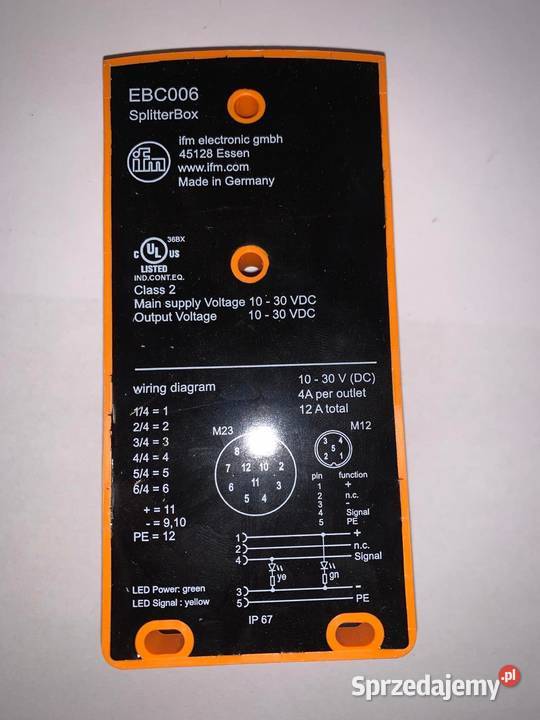 EBC006
SplitterBox
ifm
ifm electronic gmbh
45128 Essen
www.ifm.com
Made in Germany
36BX
c UL us
LISTED
IND.CONT.EQ.
Class 2
Main supply Voltage 10 - 30 VDC
Output Voltage 10 - 30 VDC
wiring diagram
10 - 30 V (DC)
4A per outlet
12 A total
1/4 = 1
2/4 = 2
3/4 = 3
4/4 = 4
5/4 = 5
6/4 = 6
+ = 11
- = 9,10
PE = 12
M23
8
7 12 10 2
6 11 3
5 4
M12
3 4
5
2 1
pin function
1 +
2 n.c.
3 -
4 Signal
5 PE
1 +
2 n.c.
4 Signal
ye gn
3 -
5 PE
LED Power: green
LED Signal : yellow
IP 67
Sprzedajemy.pl